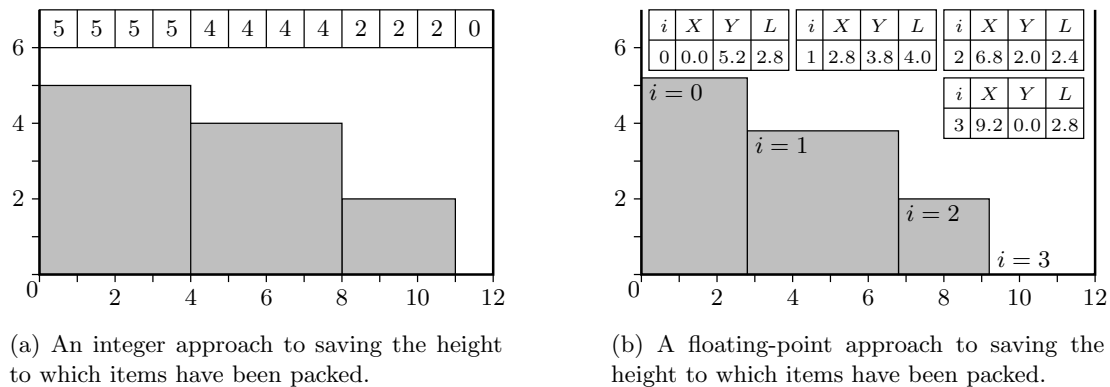 5 5 5 5 4 4 4 4 2 2 2 0
6
4
2
0 2 4 6 8 10 12
(a) An integer approach to saving the height
to which items have been packed.
i X Y L
0 0.0 5.2 2.8
i X Y L
1 2.8 3.8 4.0
i X Y L
2 6.8 2.0 2.4
i X Y L
3 9.2 0.0 2.8
6
4
2
i = 0
i = 1
i = 2
i = 3
0 2 4 6 8 10 12
(b) A floating-point approach to saving the
height to which items have been packed.